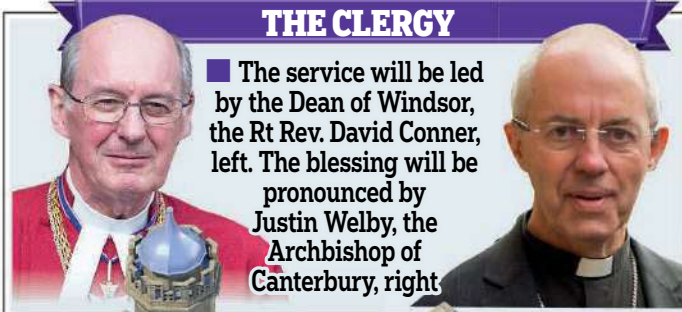 THE CLERGY
■ The service will be led
by the Dean of Windsor,
the Rt Rev. David Conner,
left. The blessing will be
pronounced by
Justin Welby, the
Archbishop of
Canterbury, right